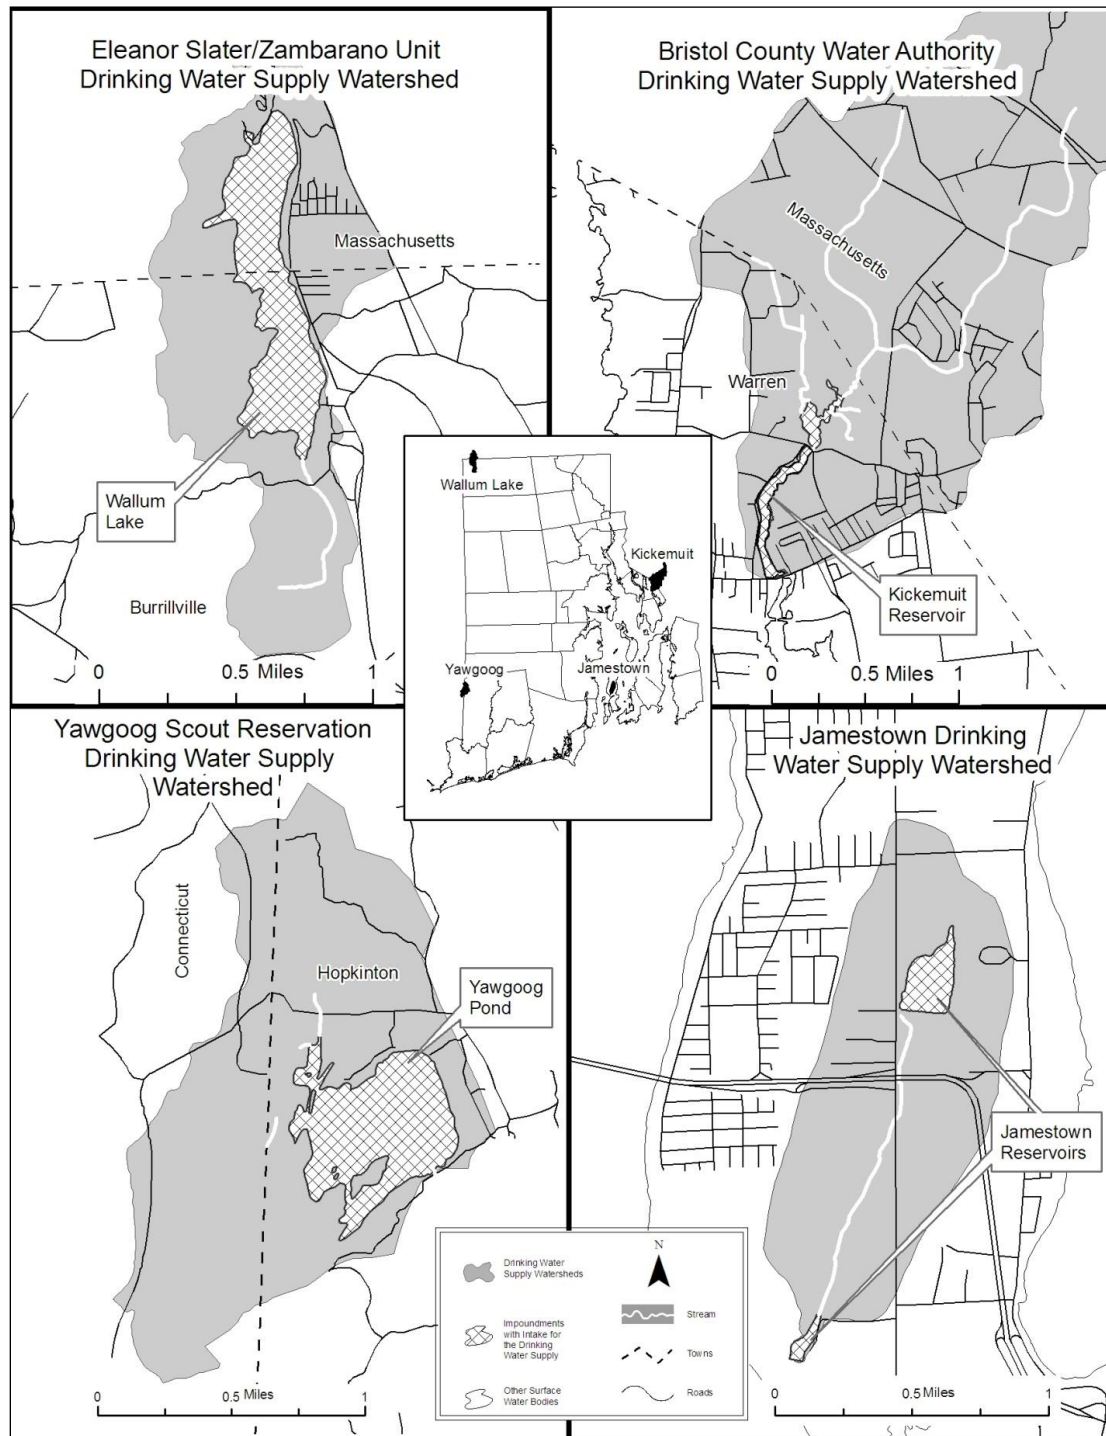 Eleanor Slater/Zambarano Unit
Drinking Water Supply Watershed
Massachusetts
Wallum
Lake
Burrillville
0
0.5 Miles
1
Bristol County Water Authority
Drinking Water Supply Watershed
Massachusetts
Warren
Kickemuit
Reservoir
0
0.5 Miles
1
Wallum Lake
Kickemuit
Yawgoog
Jamestown
Yawgoog Scout Reservation
Drinking Water Supply
Watershed
Connecticut
Hopkinton
Yawgoog
Pond
0
0.5 Miles
1
Jamestown Drinking
Water Supply Watershed
Jamestown
Reservoirs
0
0.5 Miles
1
Drinking Water
Supply Watersheds
Impoundments
with Intake for
the Drinking
Water Supply
Other Surface
Water Bodies
N
Stream
Towns
Roads